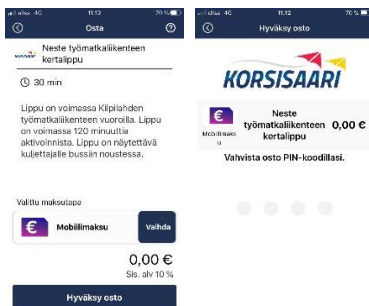 elisa 4G 11.12 70 %
Osta
Neste työmatkaliikenteen
kertalippu
30 min
Lippu on voimassa Kilpilahden
työmatkaliikenteen vuoroilla. Lippu
on voimassa 120 minuuttia
aktivoinnista. Lippu on näytettävä
kuljettajalle bussiin noustessa.
Valittu maksutapa
€ Mobiilimaksu Vaihda
0,00 €
Sis. alv 10 %
Hyväksy osto
elisa 4G 11.12 70 %
Hyväksy osto
KORSISAARI
€ Neste
työmatkaliikenteen 0,00 €
kertalippu
Mobiilimaks
u
Vahvista osto PIN-koodillasi.